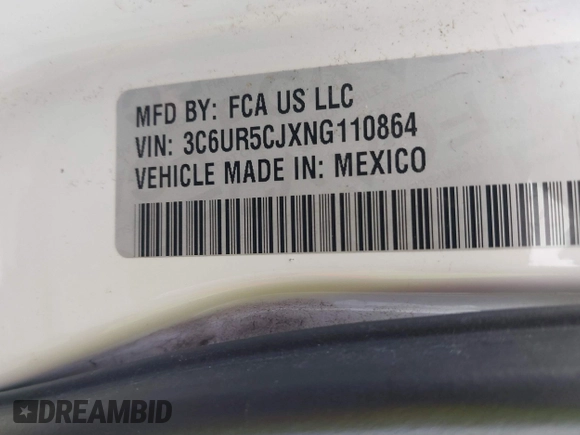 MFD BY: FCA US LLC
VIN: 3C6UR5CJXNG110864
VEHICLE MADE IN: MEXICO
DREAMBID